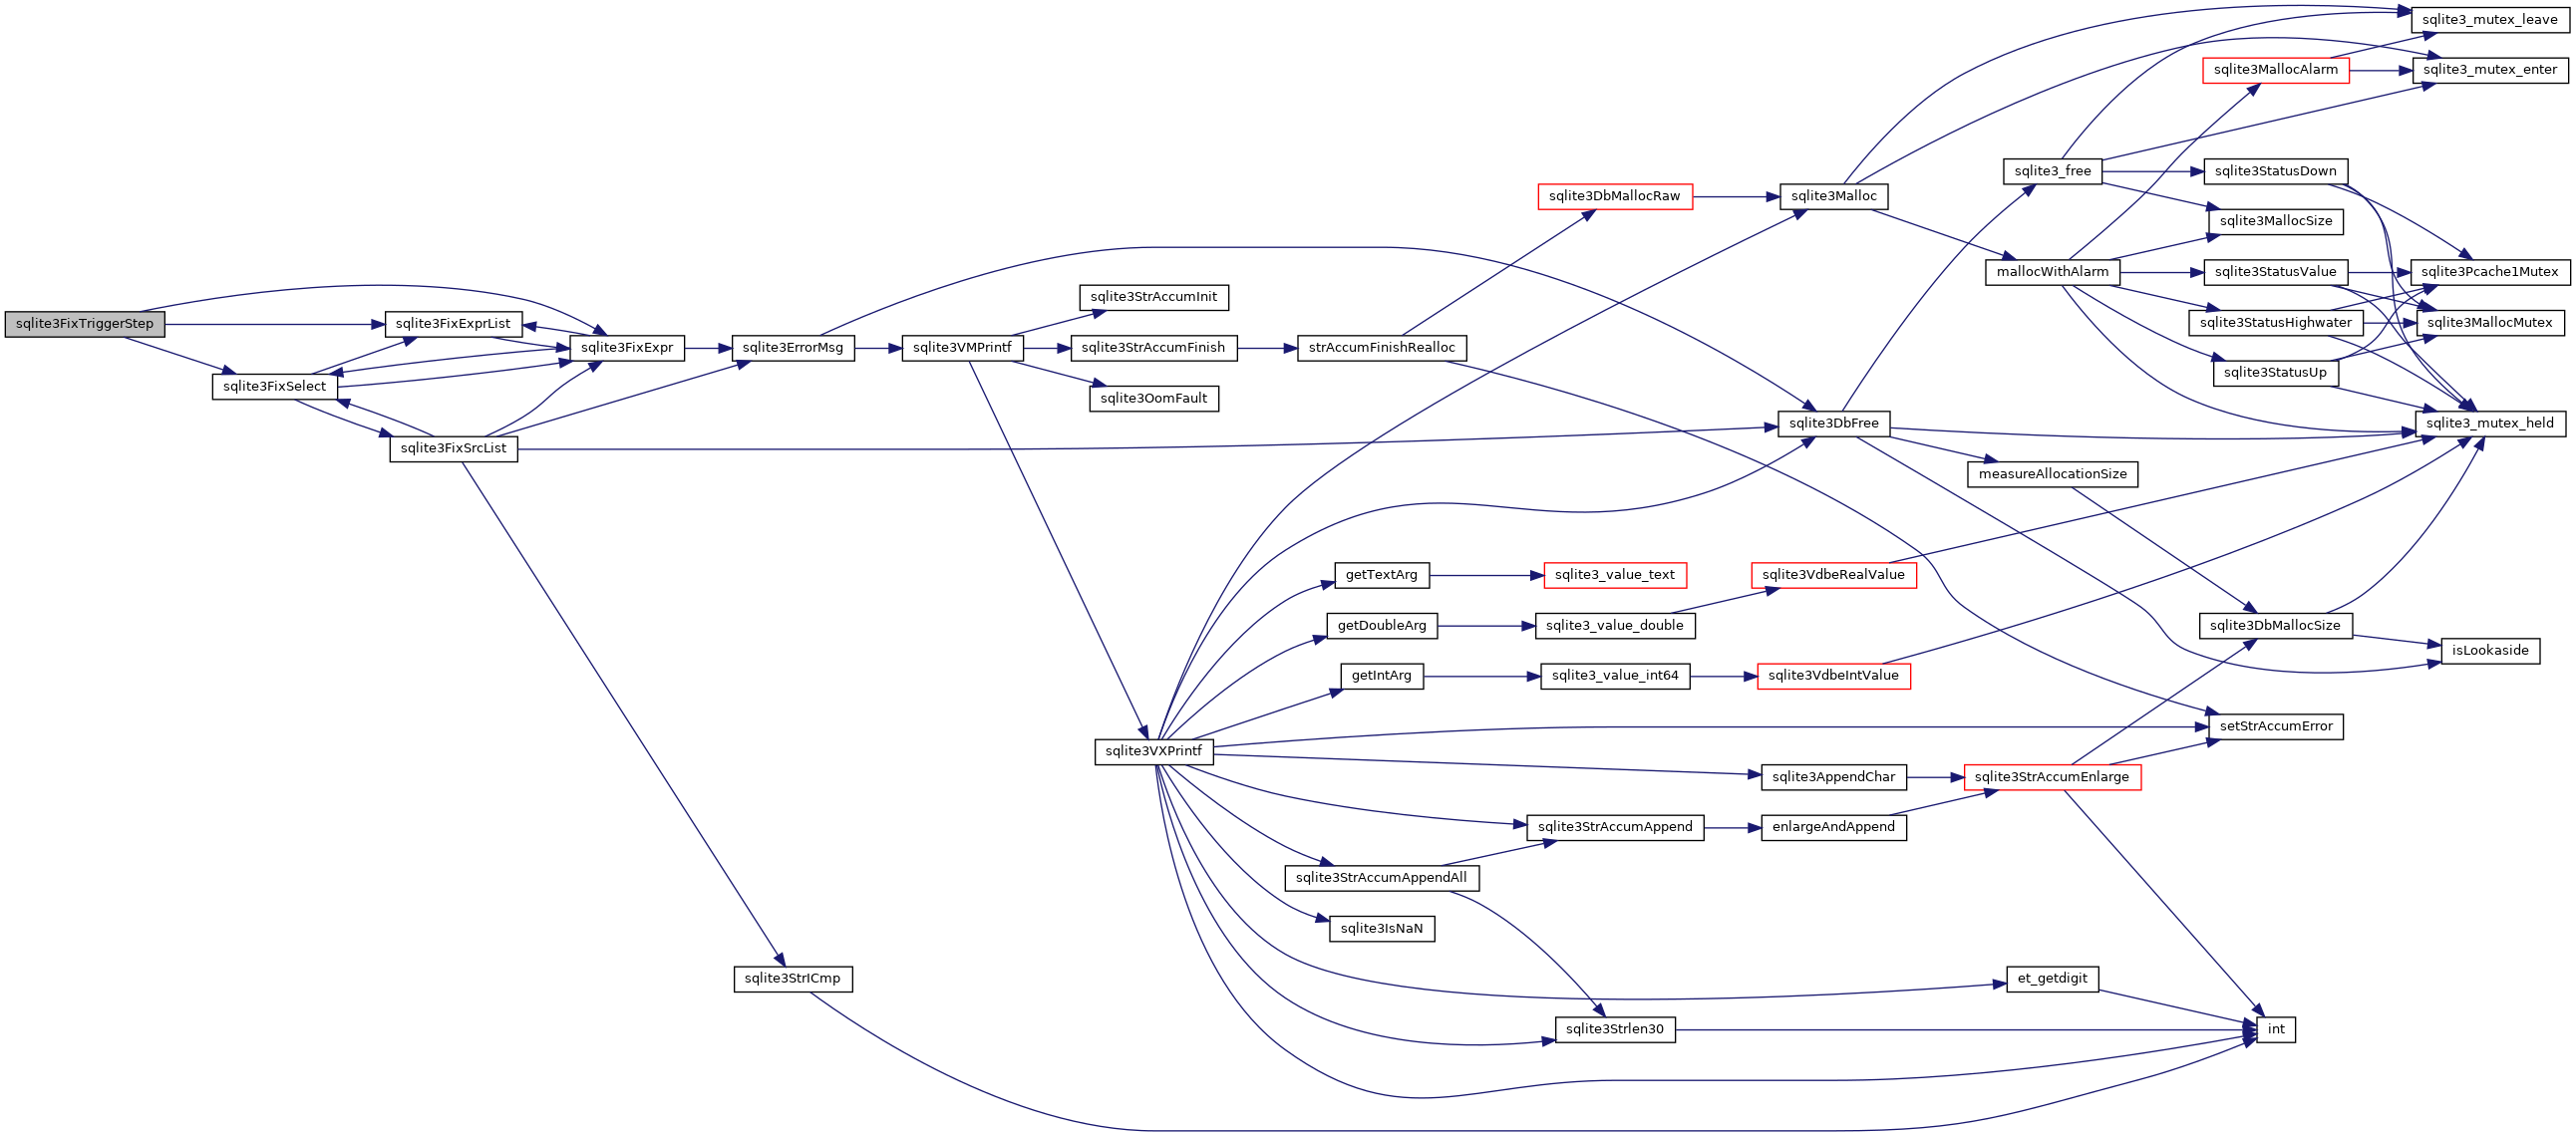 sqlite3_mutex_leave
sqlite3MallocAlarm
sqlite3_mutex_enter
sqlite3_free
sqlite3StatusDown
sqlite3DbMallocRaw
sqlite3Malloc
sqlite3MallocSize
mallocWithAlarm
sqlite3StatusValue
sqlite3Pcache1Mutex
sqlite3StrAccumInit
sqlite3FixTriggerStep
sqlite3FixExprList
sqlite3StatusHighwater
sqlite3MallocMutex
sqlite3FixExpr
sqlite3ErrorMsg
sqlite3VMPrintf
sqlite3StrAccumFinish
strAccumFinishRealloc
sqlite3StatusUp
sqlite3FixSelect
sqlite3OomFault
sqlite3DbFree
sqlite3_mutex_held
sqlite3FixSrcList
measureAllocationSize
getTextArg
sqlite3_value_text
sqlite3VdbeRealValue
getDoubleArg
sqlite3_value_double
sqlite3DbMallocSize
isLookaside
getIntArg
sqlite3_value_int64
sqlite3VdbeIntValue
setStrAccumError
sqlite3VXPrintf
sqlite3AppendChar
sqlite3StrAccumEnlarge
sqlite3StrAccumAppend
enlargeAndAppend
sqlite3StrAccumAppendAll
sqlite3IsNaN
sqlite3StrICmp
et_getdigit
sqlite3Strlen30
int